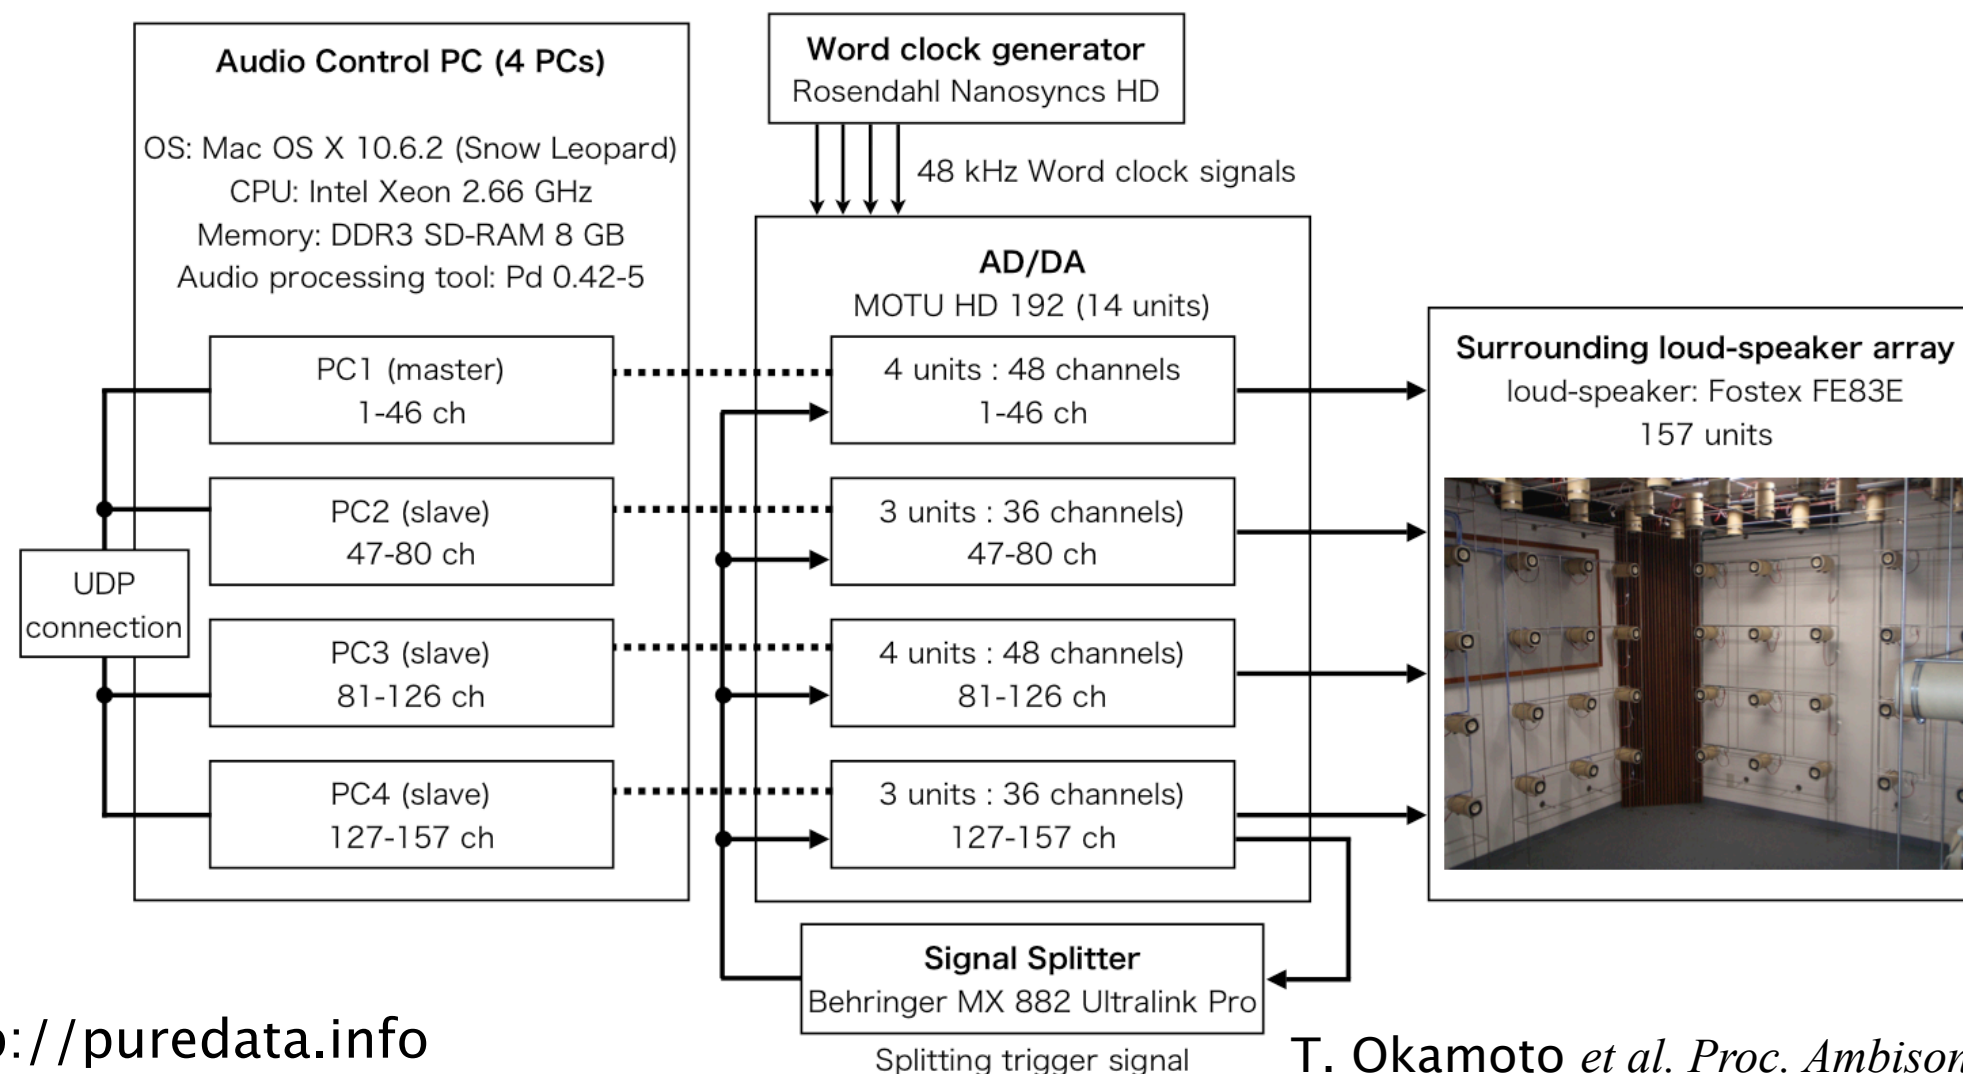 Audio Control PC (4 PCs)
OS: Mac OS X 10.6.2 (Snow Leopard)
CPU: Intel Xeon 2.66 GHz
Memory: DDR3 SD-RAM 8 GB
Audio processing tool: Pd 0.42-5
PC1 (master)
1-46 ch
PC2 (slave)
47-80 ch
PC3 (slave)
81-126 ch
PC4 (slave)
127-157 ch
UDP
connection
Word clock generator
Rosendahl Nanosyncs HD
48 kHz Word clock signals
AD/DA
MOTU HD 192 (14 units)
4 units : 48 channels
1-46 ch
3 units : 36 channels)
47-80 ch
4 units : 48 channels)
81-126 ch
3 units : 36 channels)
127-157 ch
Surrounding loud-speaker array
loud-speaker: Fostex FE83E
157 units
Signal Splitter
Behringer MX 882 Ultralink Pro
Splitting trigger signal
p://puredata.info
T. Okamoto et al. Proc. Ambison